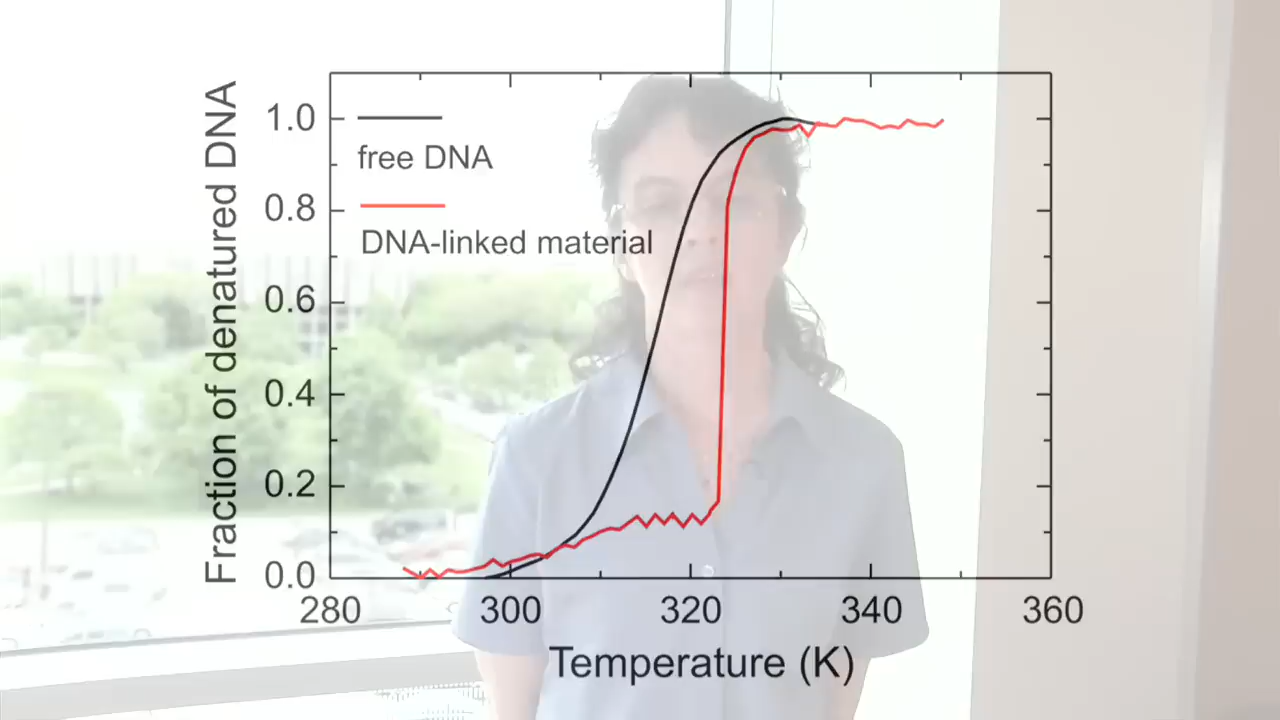 Fraction of denatured DNA
1.0
0.8
0.6
0.4
0.2
0.0
free DNA
DNA-linked material
280 300 320 340 360
Temperature (K)